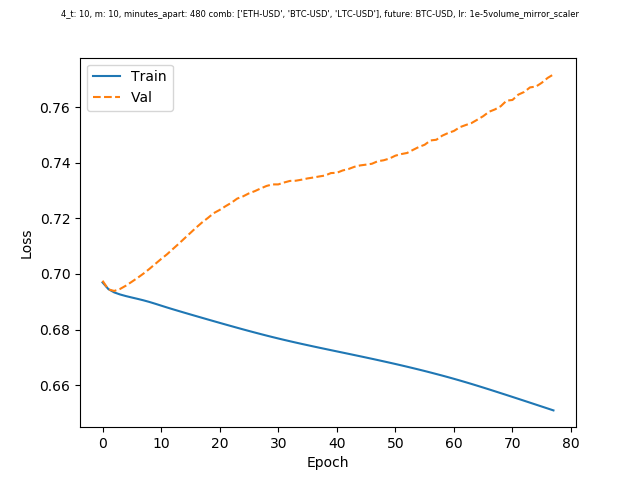 4_t: 10, m: 10, minutes_apart: 480 comb: ['ETH-USD', 'BTC-USD', 'LTC-USD'], future: BTC-USD, lr: 1e-5volume_mirror_scaler
Train
Val
0.76
0.74
0.72
0.70
0.68
0.66
Loss
0 10 20 30 40 50 60 70 80
Epoch